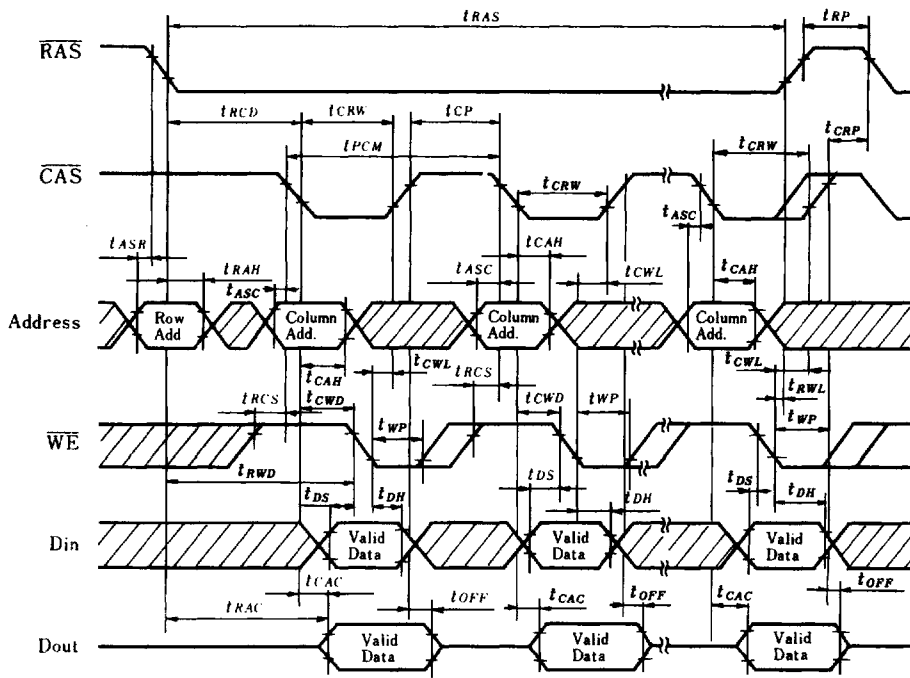 tRAS
tRP
RAS
tRCD
tCRW
tCP
tCRP
tPCM
tCRW
CAS
tCRW
tASC
tASR
tRAH
tASC
tASC
tCAH
tCWL
tCAH
Address
Row Add
Column Add.
Column Add.
Column Add.
tCAH
tCWL
tRCS
tCWL
tRCS
tCWD
tCWD
tWP
tRWL
tWP
tWP
WE
tRWD
tDS
tDH
tDS
tDH
tDS
tDH
Din
Valid Data
Valid Data
Valid Data
tCAC
tOFF
tCAC
tOFF
tCAC
tOFF
tRAC
Dout
Valid Data
Valid Data
Valid Data